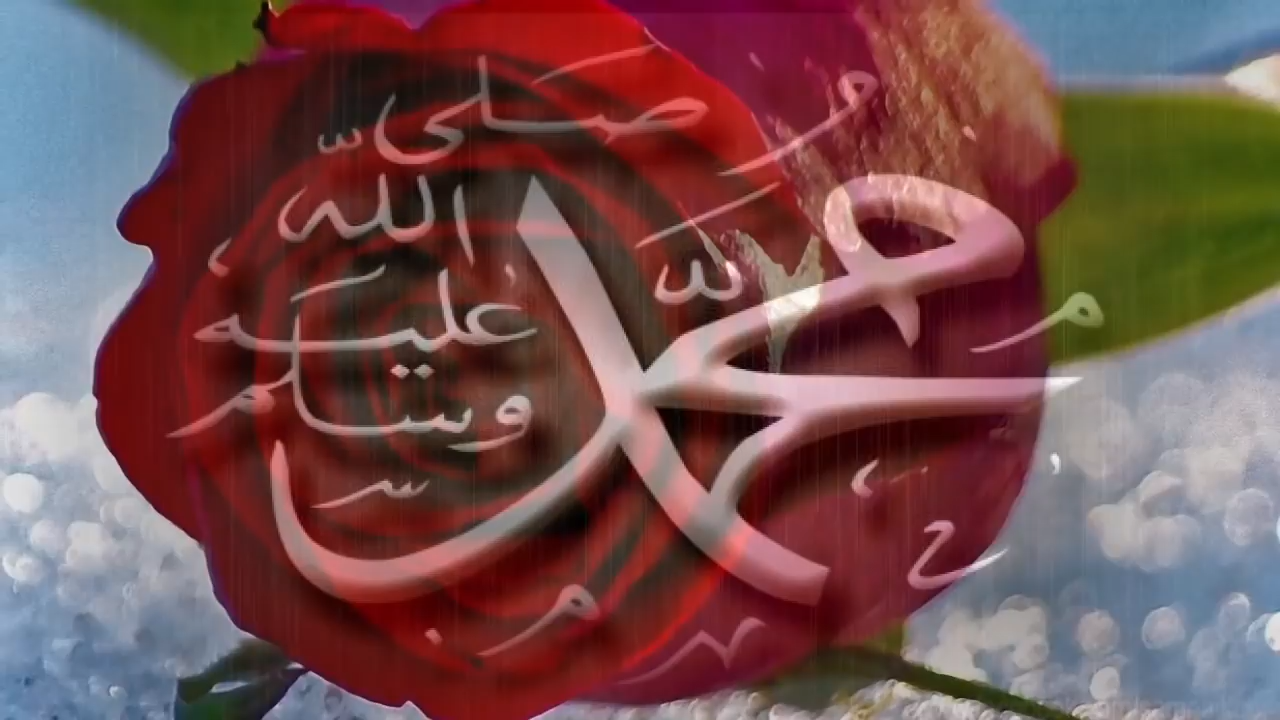 محمد
صلى
الله
عليه
وسلم